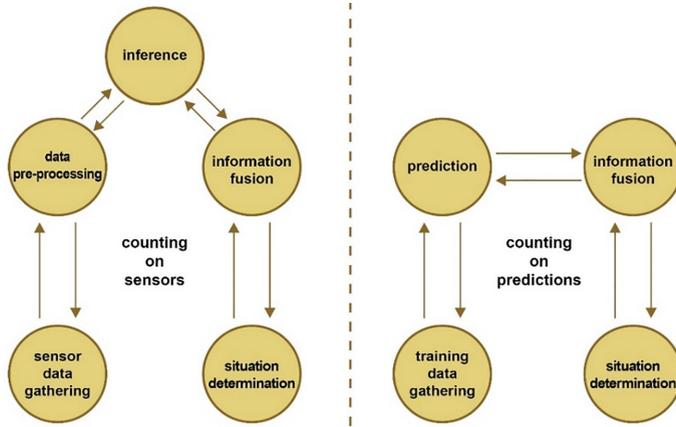 inference
data
pre-processing
information
fusion
counting
on
sensors
sensor
data
gathering
situation
determination
prediction
information
fusion
counting
on
predictions
training
data
gathering
situation
determination